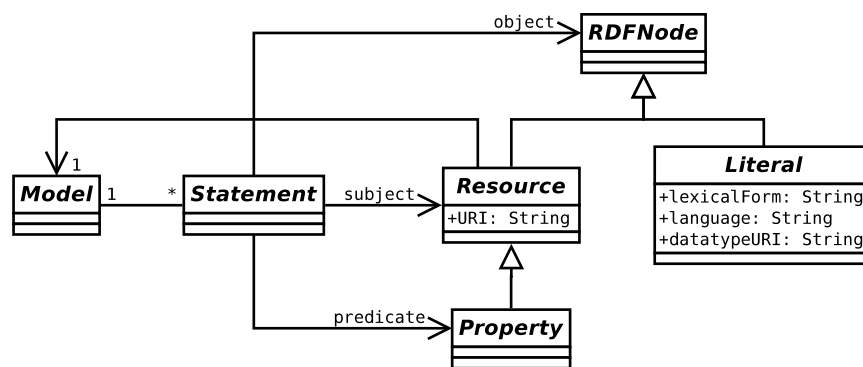 object
RDFNode
1
Model
1
*
Statement
subject
Resource
+URI: String
Literal
+lexicalForm: String
+language: String
+datatypeURI: String
predicate
Property